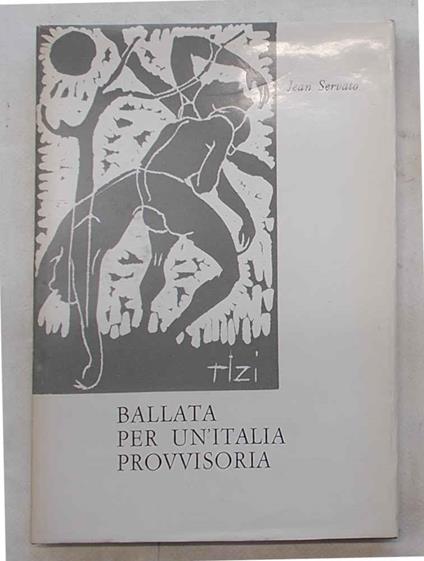 Jean Servato
tizi
BALLATA
PER UN'ITALIA
PROVVISORIA